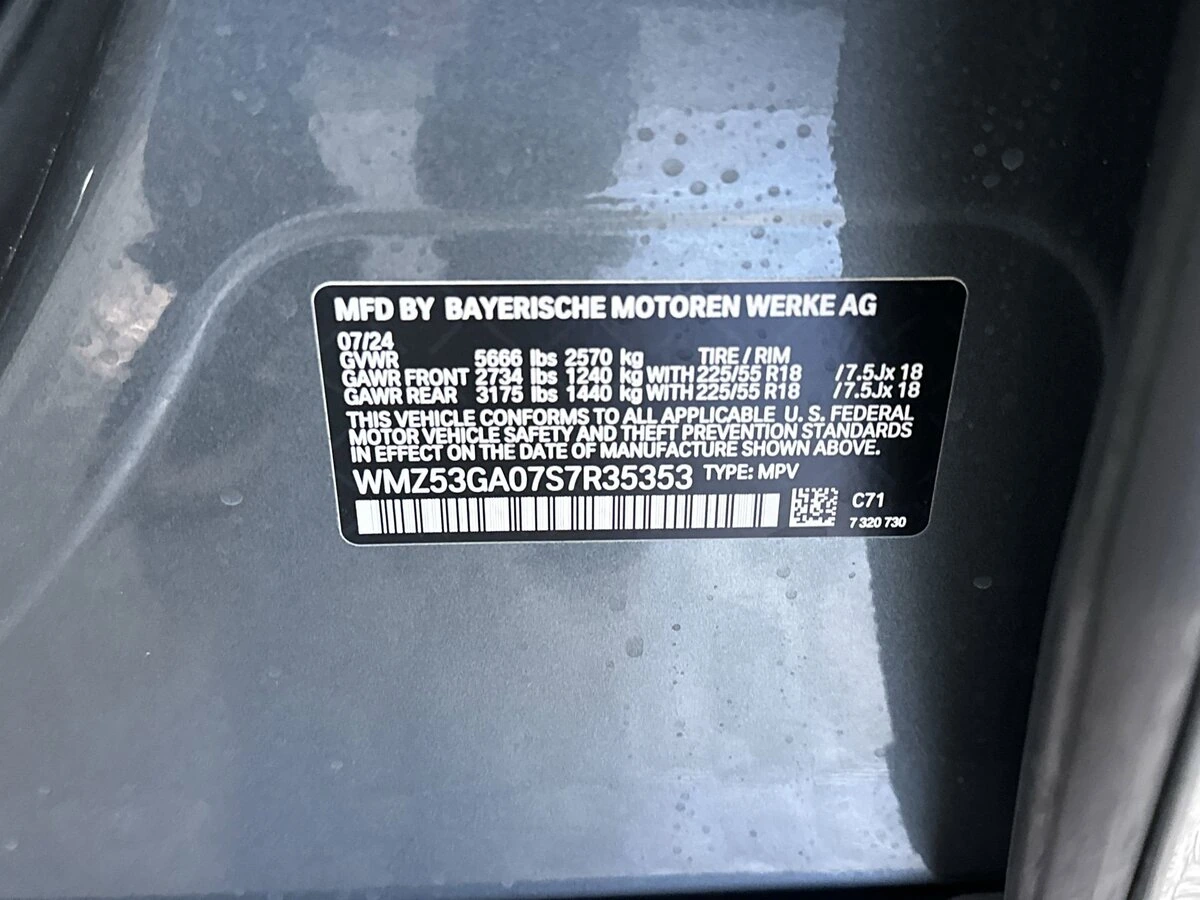 MFD BY BAYERISCHE MOTOREN WERKE AG
07/24
GVWR 5666 lbs 2570 kg TIRE / RIM
GAWR FRONT 2734 lbs 1240 kg WITH 225/55 R18 /7.5Jx 18
GAWR REAR 3175 lbs 1440 kg WITH 225/55 R18 /7.5Jx 18
THIS VEHICLE CONFORMS TO ALL APPLICABLE U. S. FEDERAL
MOTOR VEHICLE SAFETY AND THEFT PREVENTION STANDARDS
IN EFFECT ON THE DATE OF MANUFACTURE SHOWN ABOVE.
WMZ53GA07S7R35353 TYPE: MPV
C71
7 320 730